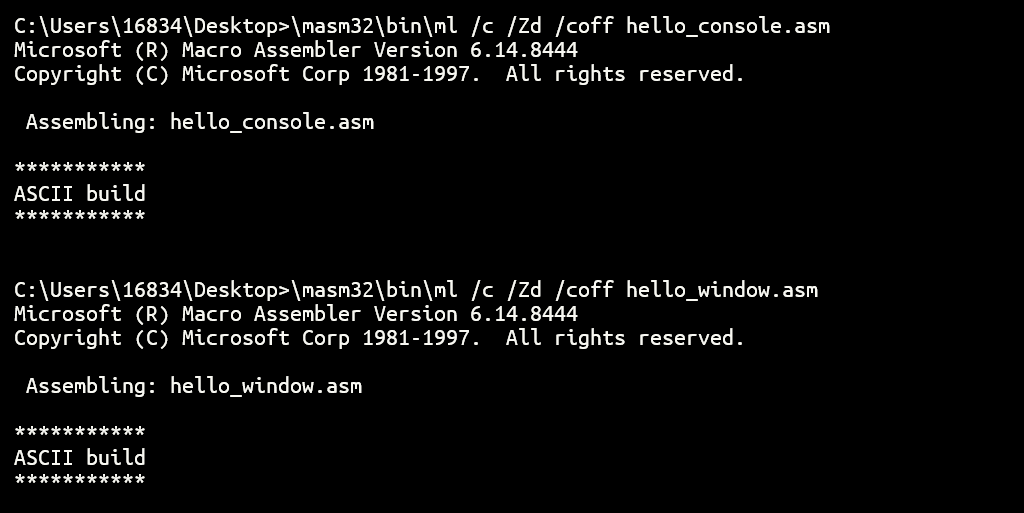 C:\Users\16834\Desktop>\masm32\bin\ml /c /Zd /coff hello_console.asm
Microsoft (R) Macro Assembler Version 6.14.8444
Copyright (C) Microsoft Corp 1981-1997.  All rights reserved.
 Assembling: hello_console.asm
***********
ASCII build
***********
C:\Users\16834\Desktop>\masm32\bin\ml /c /Zd /coff hello_window.asm
Microsoft (R) Macro Assembler Version 6.14.8444
Copyright (C) Microsoft Corp 1981-1997.  All rights reserved.
 Assembling: hello_window.asm
***********
ASCII build
***********